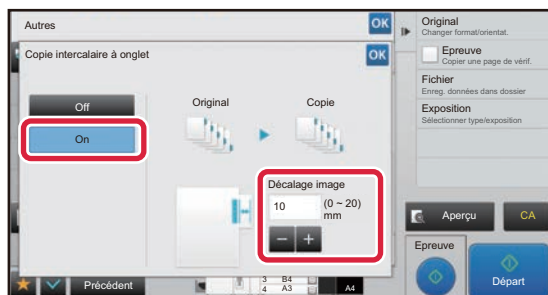 Autres
OK
Copie intercalaire à onglet
OK
Off
On
Original
Copie
Décalage image
10
(0 ~ 20)
mm
Précédent
3 B4
4 A3
A4
Original
Changer format/orientat.
Epreuve
Copier une page de vérif.
Fichier
Enreg. données dans dossier
Exposition
Sélectionner type/exposition
Aperçu
CA
Epreuve
Départ